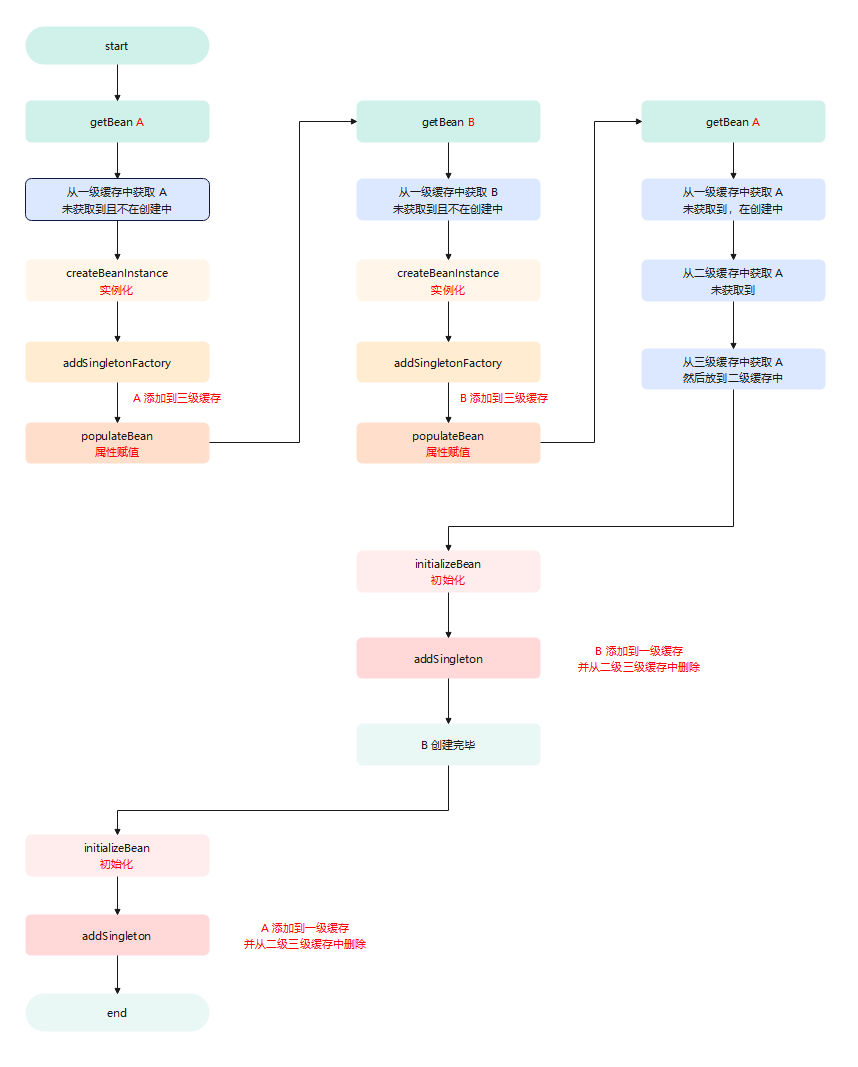 start
getBean A
从一级缓存中获取 A
未获取到且不在创建中
createBeanInstance
实例化
addSingletonFactory
A 添加到三级缓存
populateBean
属性赋值
getBean B
从一级缓存中获取 B
未获取到且不在创建中
createBeanInstance
实例化
addSingletonFactory
B 添加到三级缓存
populateBean
属性赋值
getBean A
从一级缓存中获取 A
未获取到，在创建中
从二级缓存中获取 A
未获取到
从三级缓存中获取 A
然后放到二级缓存中
initializeBean
初始化
addSingleton
B 添加到一级缓存
并从二级三级缓存中删除
B 创建完毕
initializeBean
初始化
addSingleton
A 添加到一级缓存
并从二级三级缓存中删除
end